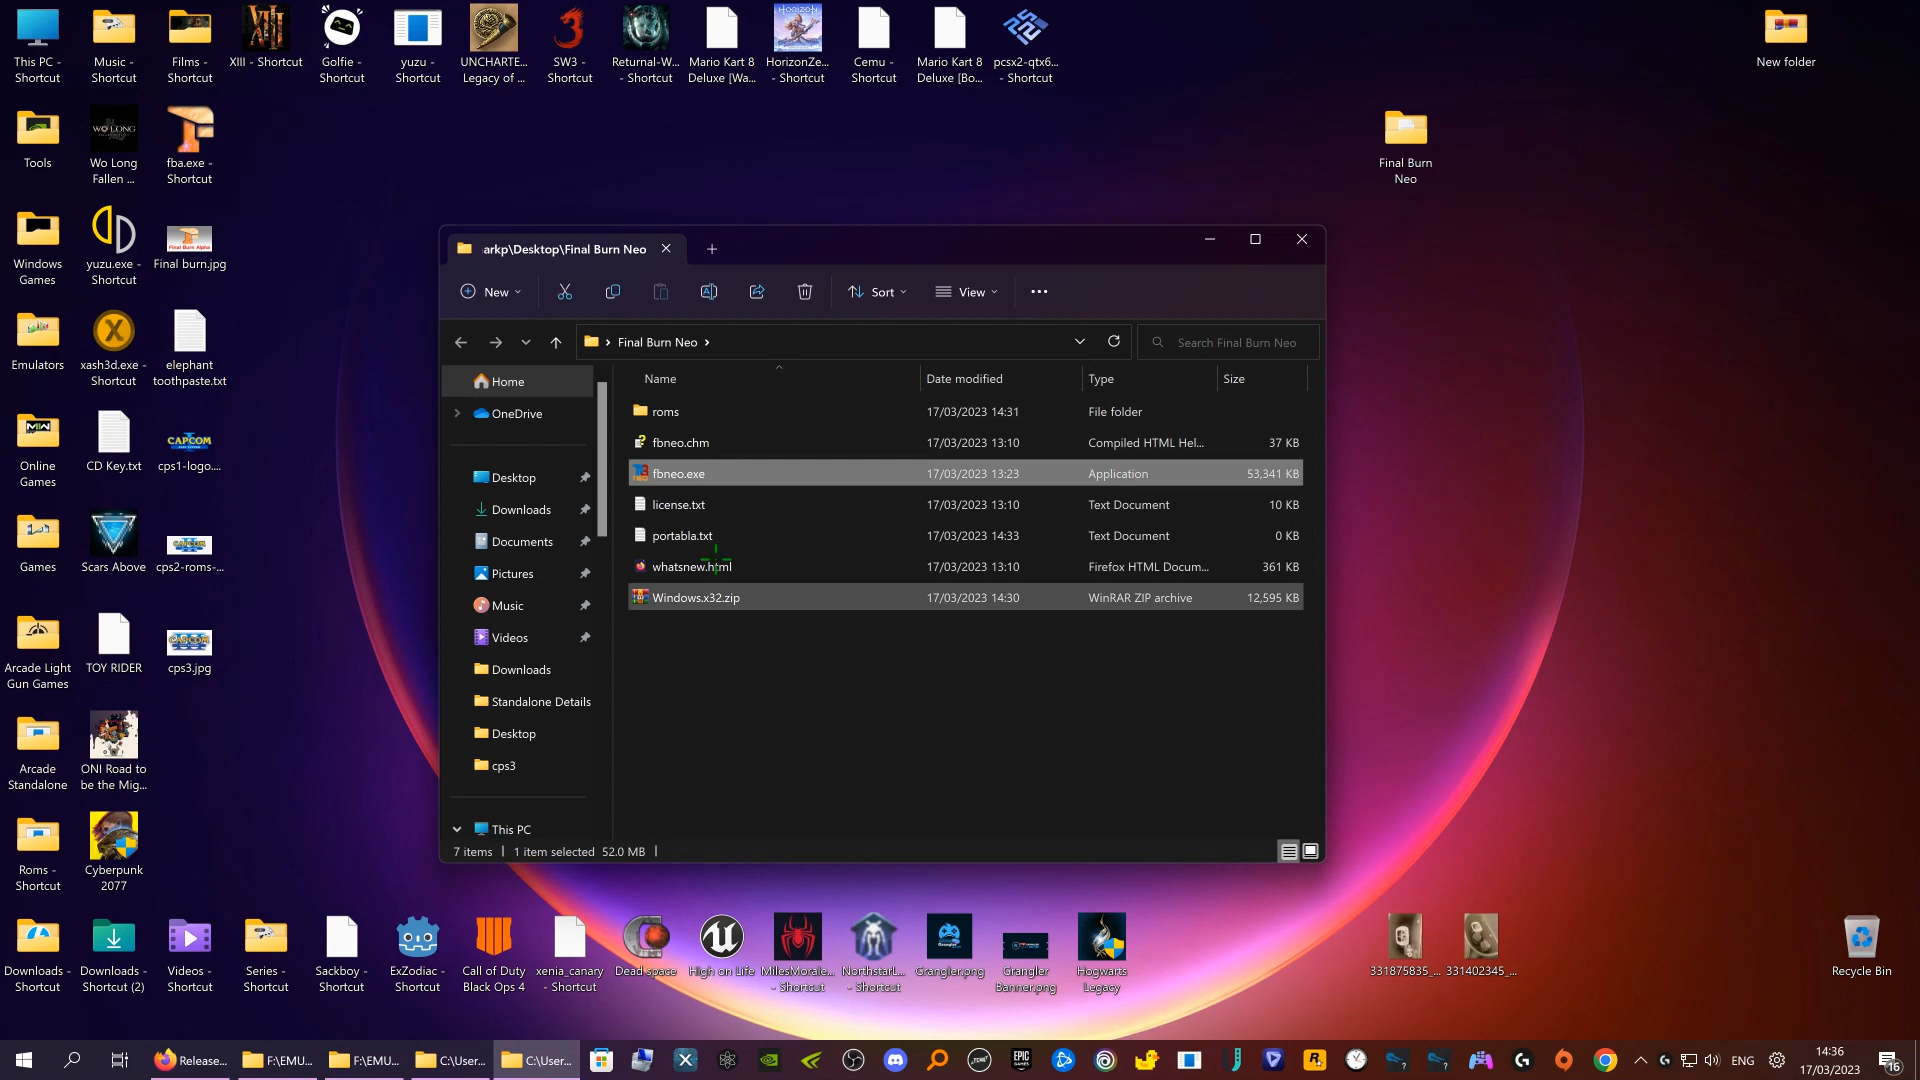 This PC -
Shortcut
Music -
Shortcut
Films -
Shortcut
XIII - Shortcut
Golfie -
Shortcut
yuzu -
Shortcut
UNCHARTE...
Legacy of ...
SW3 -
Shortcut
Returnal-W...
- Shortcut
Mario Kart 8
Deluxe [Wa...
HORIZON
HorizonZe...
- Shortcut
Cemu -
Shortcut
Mario Kart 8
Deluxe [Bo...
pcsx2-qtx6...
- Shortcut
New folder
Tools
WO LONG
Wo Long
Fallen ...
fba.exe -
Shortcut
Final Burn
Neo
Windows
Games
yuzu.exe -
Shortcut
Final Burn Alpha
Final burn.jpg
Emulators
xash3d.exe -
Shortcut
elephant
toothpaste.txt
Online
Games
CD Key.txt
CAPCOM
cps1-logo....
Games
Scars Above
cps2-roms-...
Arcade Light
Gun Games
TOY RIDER
CAPCOM
cps3.jpg
Arcade
Standalone
ONI Road to
be the Mig...
Roms -
Shortcut
Cyberpunk
2077
arkp\Desktop\Final Burn Neo
New
Sort
View
Final Burn Neo
Search Final Burn Neo
Home
OneDrive
Desktop
Downloads
Documents
Pictures
Music
Videos
Downloads
Standalone Details
Desktop
cps3
This PC
Name Date modified Type Size
roms 17/03/2023 14:31 File folder
fbneo.chm 17/03/2023 13:10 Compiled HTML Hel... 37 KB
fbneo.exe 17/03/2023 13:23 Application 53,341 KB
license.txt 17/03/2023 13:10 Text Document 10 KB
portabla.txt 17/03/2023 14:33 Text Document 0 KB
whatsnew.html 17/03/2023 13:10 Firefox HTML Docum... 361 KB
Windows.x32.zip 17/03/2023 14:30 WinRAR ZIP archive 12,595 KB
7 items 1 item selected 52.0 MB
Downloads -
Shortcut
Downloads -
Shortcut (2)
Videos -
Shortcut
Series -
Shortcut
Sackboy -
Shortcut
ExZodiac -
Shortcut
Call of Duty
Black Ops 4
xenia_canary
- Shortcut
Dead space
High on Life
MilesMorale...
- Shortcut
NorthstarL...
- Shortcut
Grangler.png
Grangler
Banner.png
Hogwarts
Legacy
331875835_...
331402345_...
Recycle Bin
Release...
F:\EMU...
F:\EMU...
C:\User...
C:\User...
EPIC
GAMES
ENG
14:36
17/03/2023
16